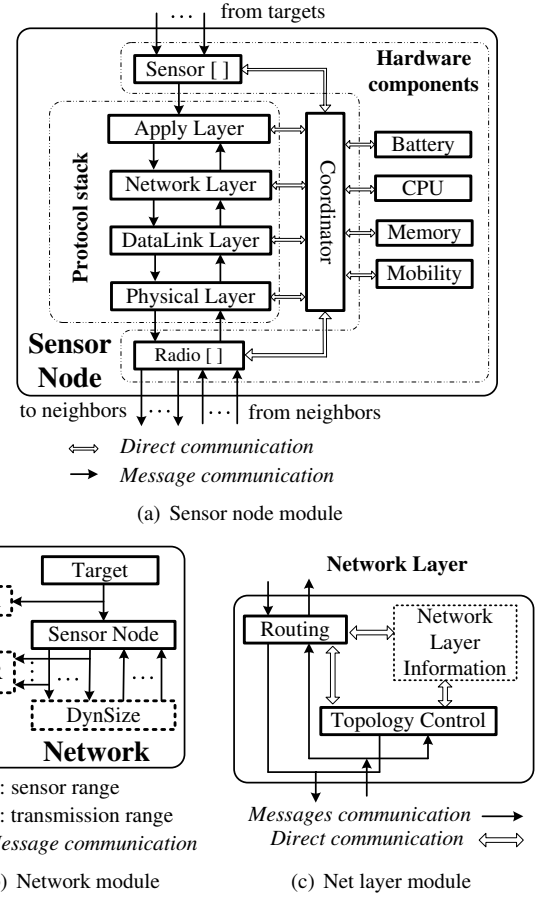 ... from targets
Sensor [ ]
Hardware
components
Apply Layer
Network Layer
DataLink Layer
Physical Layer
Protocol stack
Coordinator
Battery
CPU
Memory
Mobility
Radio [ ]
Sensor
Node
to neighbors ... ... from neighbors
Direct communication
Message communication
(a) Sensor node module
Target
Sensor Node
... ...
DynSize
Network
: sensor range
: transmission range
essage communication
) Network module
Network Layer
Routing
Network
Layer
Information
Topology Control
Messages communication
Direct communication
(c) Net layer module